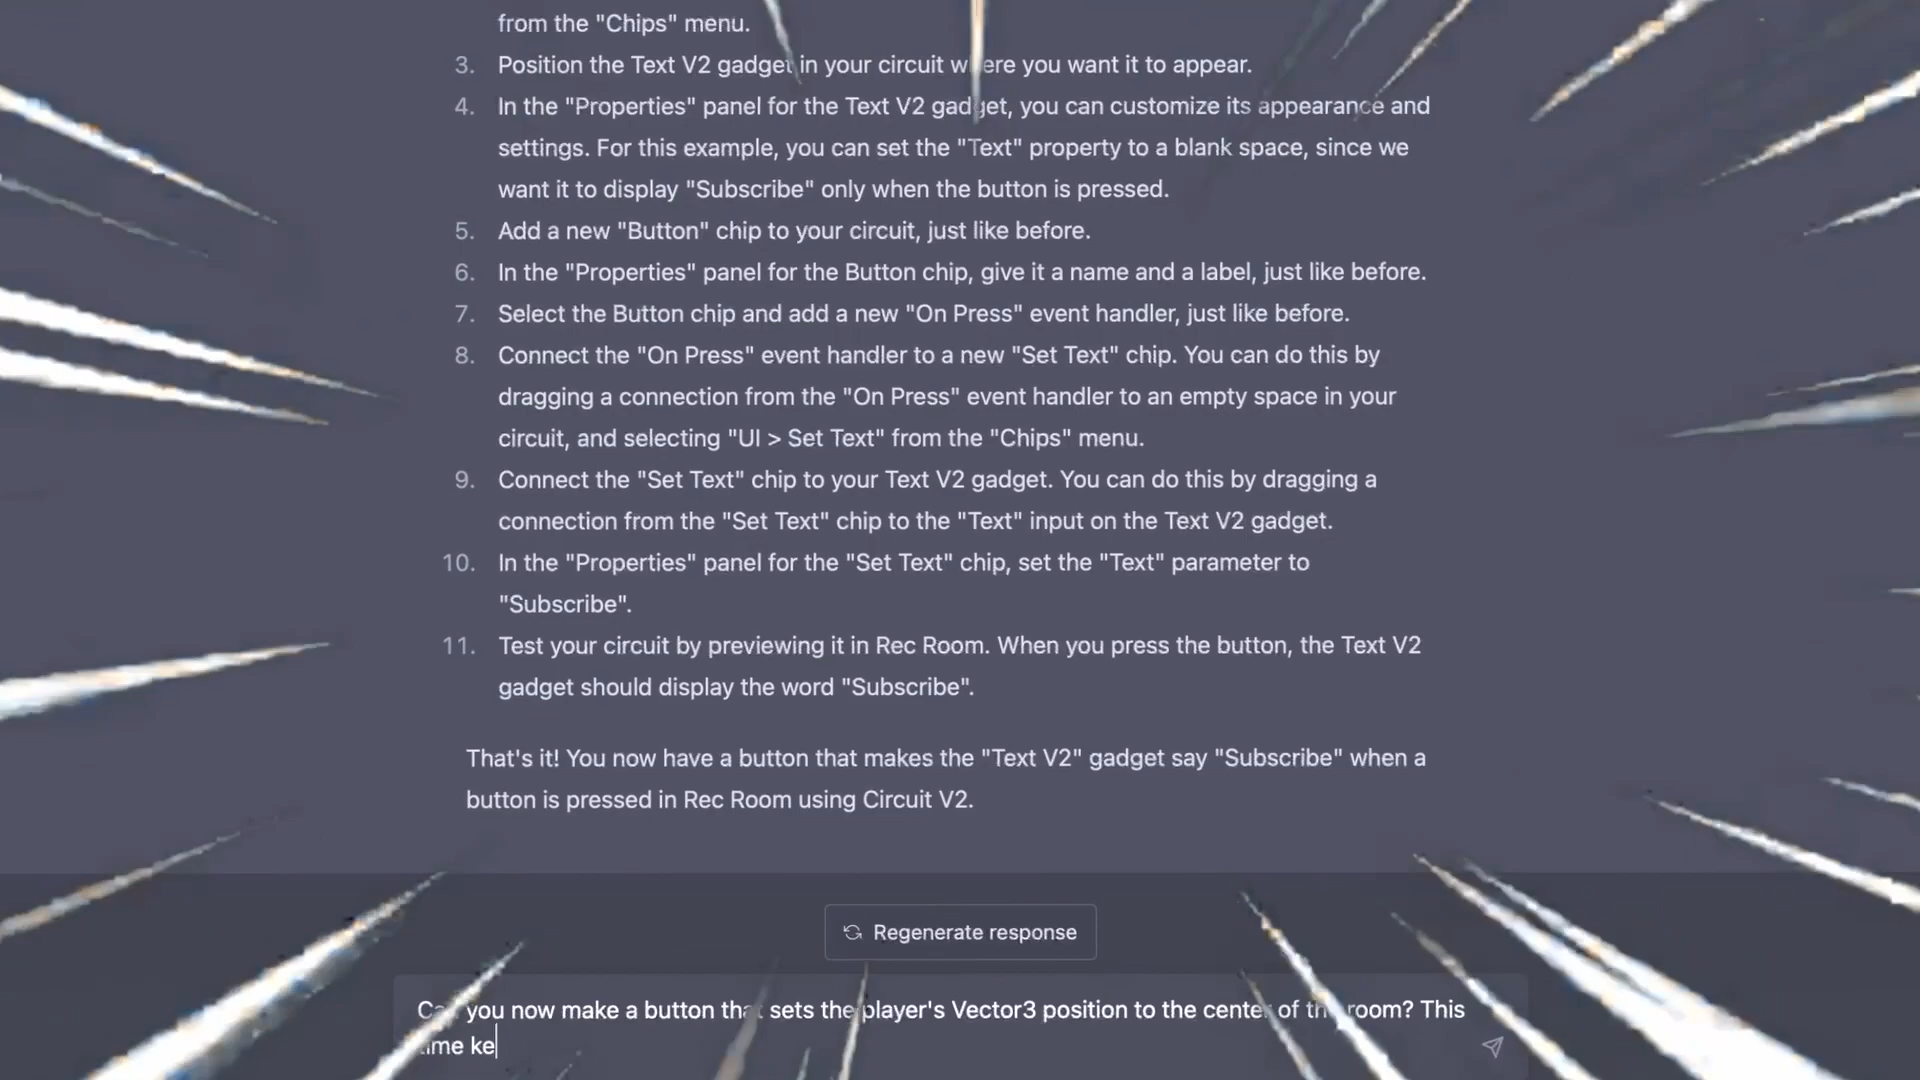 from the "Chips" menu.
3. Position the Text V2 gadget in your circuit where you want it to appear.
4. In the "Properties" panel for the Text V2 gadget, you can customize its appearance and
settings. For this example, you can set the "Text" property to a blank space, since we
want it to display "Subscribe" only when the button is pressed.
5. Add a new "Button" chip to your circuit, just like before.
6. In the "Properties" panel for the Button chip, give it a name and a label, just like before.
7. Select the Button chip and add a new "On Press" event handler, just like before.
8. Connect the "On Press" event handler to a new "Set Text" chip. You can do this by
dragging a connection from the "On Press" event handler to an empty space in your
circuit, and selecting "UI > Set Text" from the "Chips" menu.
9. Connect the "Set Text" chip to your Text V2 gadget. You can do this by dragging a
connection from the "Set Text" chip to the "Text" input on the Text V2 gadget.
10. In the "Properties" panel for the "Set Text" chip, set the "Text" parameter to
"Subscribe".
11. Test your circuit by previewing it in Rec Room. When you press the button, the Text V2
gadget should display the word "Subscribe".
That's it! You now have a button that makes the "Text V2" gadget say "Subscribe" when a
button is pressed in Rec Room using Circuit V2.
Regenerate response
Can you now make a button that sets the player's Vector3 position to the center of the room? This
time ke